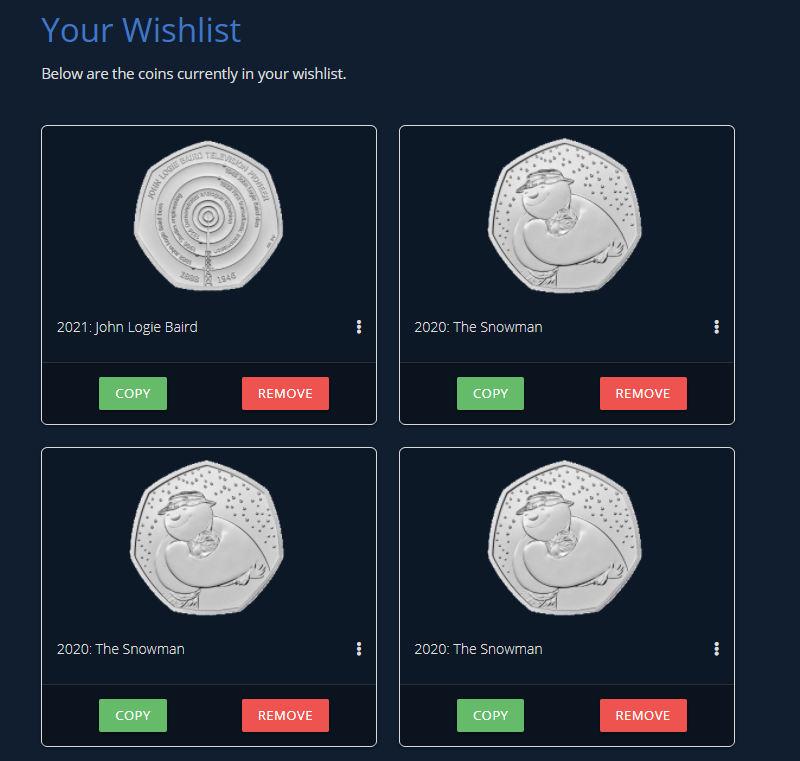 Your Wishlist
Below are the coins currently in your wishlist.
JOHN LOGIE BAIRD TELEVISION PIONEER
1888 1946
2021: John Logie Baird
2020: The Snowman
COPY REMOVE
COPY REMOVE
2020: The Snowman
2020: The Snowman
COPY REMOVE
COPY REMOVE